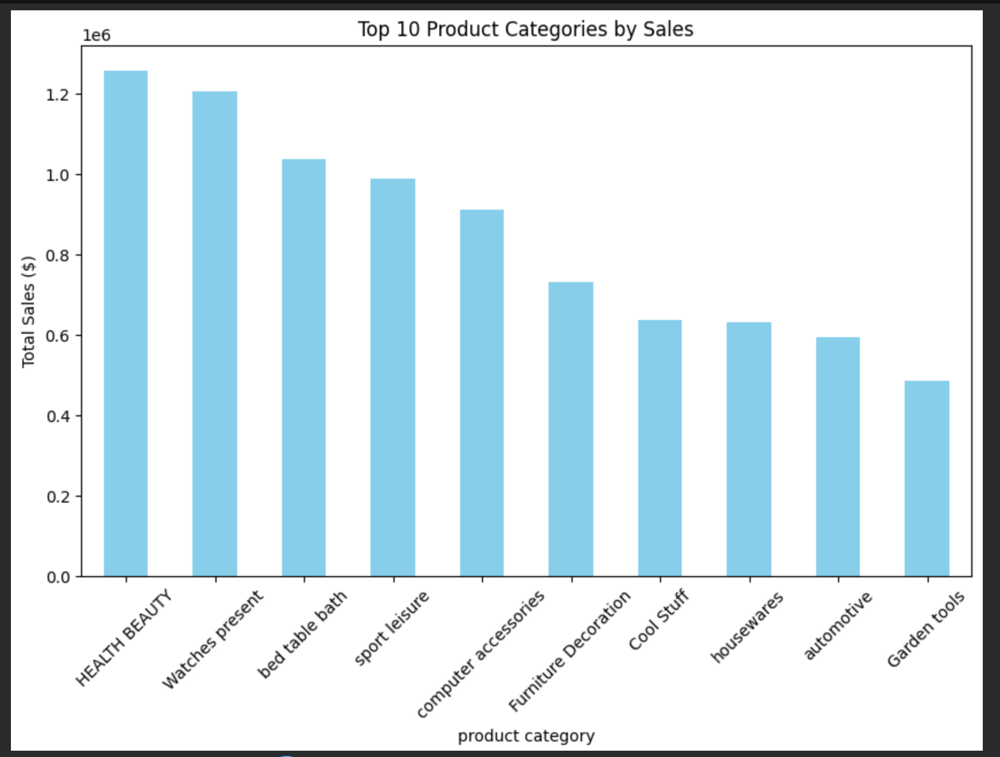 Top 10 Product Categories by Sales
1e6
1.2
1.0
0.8
0.6
0.4
0.2
0.0
Total Sales ($)
HEALTH BEAUTY
Watches present
bed table bath
sport leisure
computer accessories
Furniture Decoration
Cool Stuff
housewares
automotive
Garden tools
product category